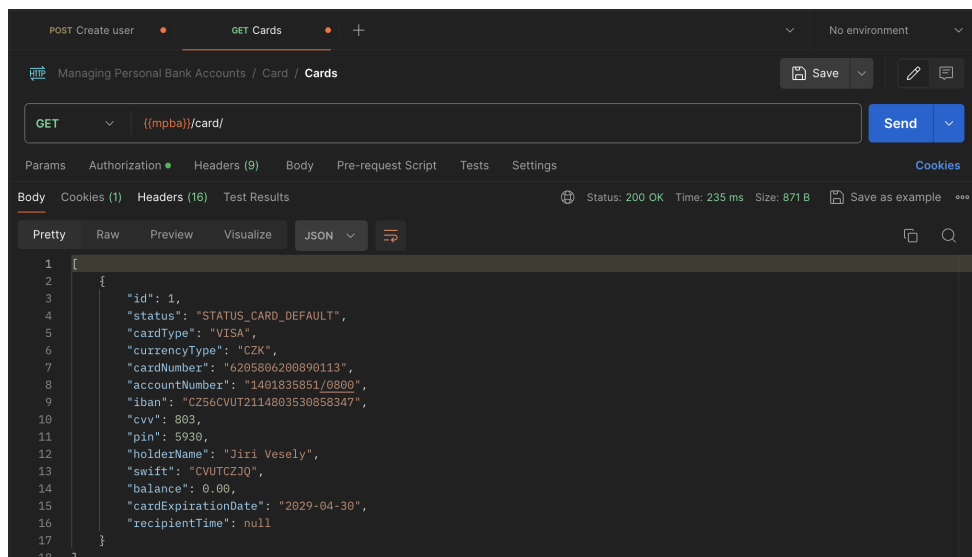 POST Create user
GET Cards
No environment
HTTP Managing Personal Bank Accounts / Card / Cards
Save
GET {{mpba}}/card/
Send
Params Authorization Headers (9) Body Pre-request Script Tests Settings Cookies
Body Cookies (1) Headers (16) Test Results Status: 200 OK Time: 235 ms Size: 871 B Save as example
Pretty Raw Preview Visualize JSON
1 [
2 {
3 "id": 1,
4 "status": "STATUS_CARD_DEFAULT",
5 "cardType": "VISA",
6 "currencyType": "CZK",
7 "cardNumber": "6205806200890113",
8 "accountNumber": "1401835851/0800",
9 "iban": "CZ56CVUT2114803530858347",
10 "cvv": 803,
11 "pin": 5930,
12 "holderName": "Jiri Vesely",
13 "swift": "CVUTCZJQ",
14 "balance": 0.00,
15 "cardExpirationDate": "2029-04-30",
16 "recipientTime": null
17 }
18 ]